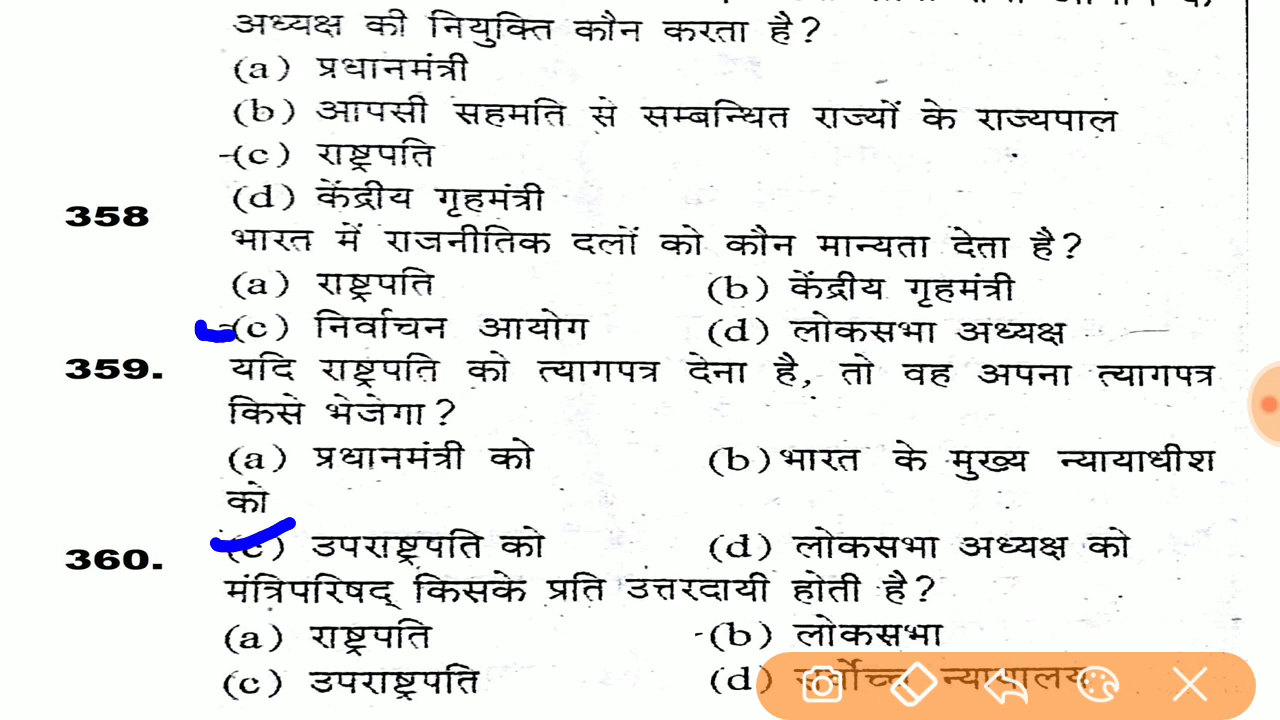 अध्यक्ष की नियुक्ति कौन करता है?
(a) प्रधानमंत्री
(b) आपसी सहमति से सम्बन्धित राज्यों के राज्यपाल
(c) राष्ट्रपति
(d) केंद्रीय गृहमंत्री
358
भारत में राजनीतिक दलों को कौन मान्यता देता है?
(a) राष्ट्रपति (b) केंद्रीय गृहमंत्री
(c) निर्वाचन आयोग (d) लोकसभा अध्यक्ष
359. यदि राष्ट्रपति को त्यागपत्र देना है, तो वह अपना त्यागपत्र
किसे भेजेगा?
(a) प्रधानमंत्री को (b) भारत के मुख्य न्यायाधीश
को
(c) उपराष्ट्रपति को (d) लोकसभा अध्यक्ष को
360.
मंत्रिपरिषद् किसके प्रति उत्तरदायी होती है?
(a) राष्ट्रपति (b) लोकसभा
(c) उपराष्ट्रपति (d) सर्वोच्च न्यायालय